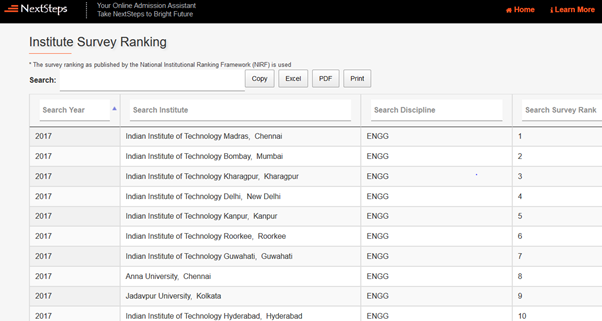 NextSteps
Your Online Admission Assistant
Take NextSteps to Bright Future
Home
Learn More
Institute Survey Ranking
* The survey ranking as published by the National Institutional Ranking Framework (NIRF) is used
Search: Copy Excel PDF Print
Search Year Search Institute Search Discipline Search Survey Rank
2017 Indian Institute of Technology Madras, Chennai ENGG 1
2017 Indian Institute of Technology Bombay, Mumbai ENGG 2
2017 Indian Institute of Technology Kharagpur, Kharagpur ENGG 3
2017 Indian Institute of Technology Delhi, New Delhi ENGG 4
2017 Indian Institute of Technology Kanpur, Kanpur ENGG 5
2017 Indian Institute of Technology Roorkee, Roorkee ENGG 6
2017 Indian Institute of Technology Guwahati, Guwahati ENGG 7
2017 Anna University, Chennai ENGG 8
2017 Jadavpur University, Kolkata ENGG 9
2017 Indian Institute of Technology Hyderabad, Hyderabad ENGG 10